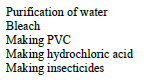 Purification of water
Bleach
Making PVC
Making hydrochloric acid
Making insecticides